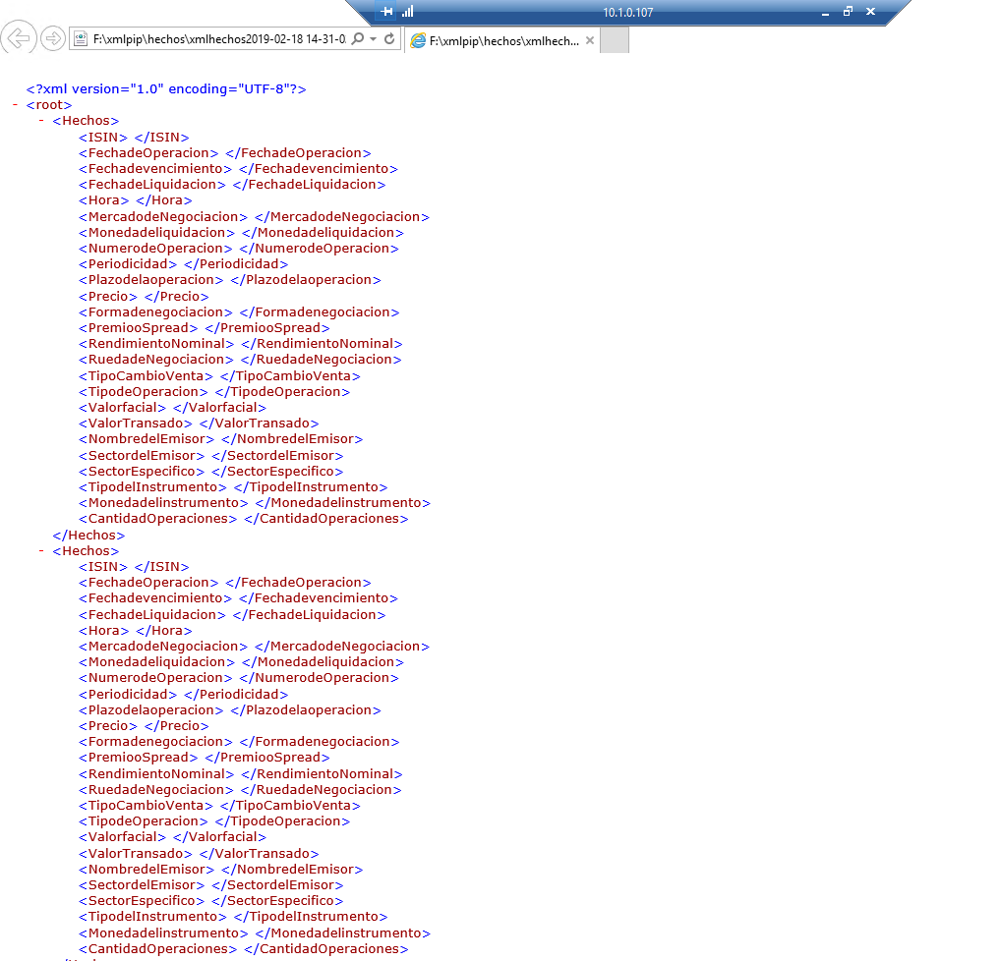 10.1.0.107
F:\xmlpip\hechos\xmlhechos2019-02-18 14-31-0
F:\xmlpip\hechos\xmlhech...
<?xml version="1.0" encoding="UTF-8"?>
- <root>
- <Hechos>
<ISIN> </ISIN>
<FechadeOperacion> </FechadeOperacion>
<Fechadevencimiento> </Fechadevencimiento>
<FechadeLiquidacion> </FechadeLiquidacion>
<Hora> </Hora>
<MercadodeNegociacion> </MercadodeNegociacion>
<Monedadeliquidacion> </Monedadeliquidacion>
<NumerodeOperacion> </NumerodeOperacion>
<Periodicidad> </Periodicidad>
<Plazodelaoperacion> </Plazodelaoperacion>
<Precio> </Precio>
<Formadenegociacion> </Formadenegociacion>
<PremiooSpread> </PremiooSpread>
<RendimientoNominal> </RendimientoNominal>
<RuedadeNegociacion> </RuedadeNegociacion>
<TipoCambioVenta> </TipoCambioVenta>
<TipodeOperacion> </TipodeOperacion>
<Valorfacial> </Valorfacial>
<ValorTransado> </ValorTransado>
<NombredelEmisor> </NombredelEmisor>
<SectordelEmisor> </SectordelEmisor>
<SectorEspecifico> </SectorEspecifico>
<TipodelInstrumento> </TipodelInstrumento>
<Monedadelinstrumento> </Monedadelinstrumento>
<CantidadOperaciones> </CantidadOperaciones>
</Hechos>
- <Hechos>
<ISIN> </ISIN>
<FechadeOperacion> </FechadeOperacion>
<Fechadevencimiento> </Fechadevencimiento>
<FechadeLiquidacion> </FechadeLiquidacion>
<Hora> </Hora>
<MercadodeNegociacion> </MercadodeNegociacion>
<Monedadeliquidacion> </Monedadeliquidacion>
<NumerodeOperacion> </NumerodeOperacion>
<Periodicidad> </Periodicidad>
<Plazodelaoperacion> </Plazodelaoperacion>
<Precio> </Precio>
<Formadenegociacion> </Formadenegociacion>
<PremiooSpread> </PremiooSpread>
<RendimientoNominal> </RendimientoNominal>
<RuedadeNegociacion> </RuedadeNegociacion>
<TipoCambioVenta> </TipoCambioVenta>
<TipodeOperacion> </TipodeOperacion>
<Valorfacial> </Valorfacial>
<ValorTransado> </ValorTransado>
<NombredelEmisor> </NombredelEmisor>
<SectordelEmisor> </SectordelEmisor>
<SectorEspecifico> </SectorEspecifico>
<TipodelInstrumento> </TipodelInstrumento>
<Monedadelinstrumento> </Monedadelinstrumento>
<CantidadOperaciones> </CantidadOperaciones>